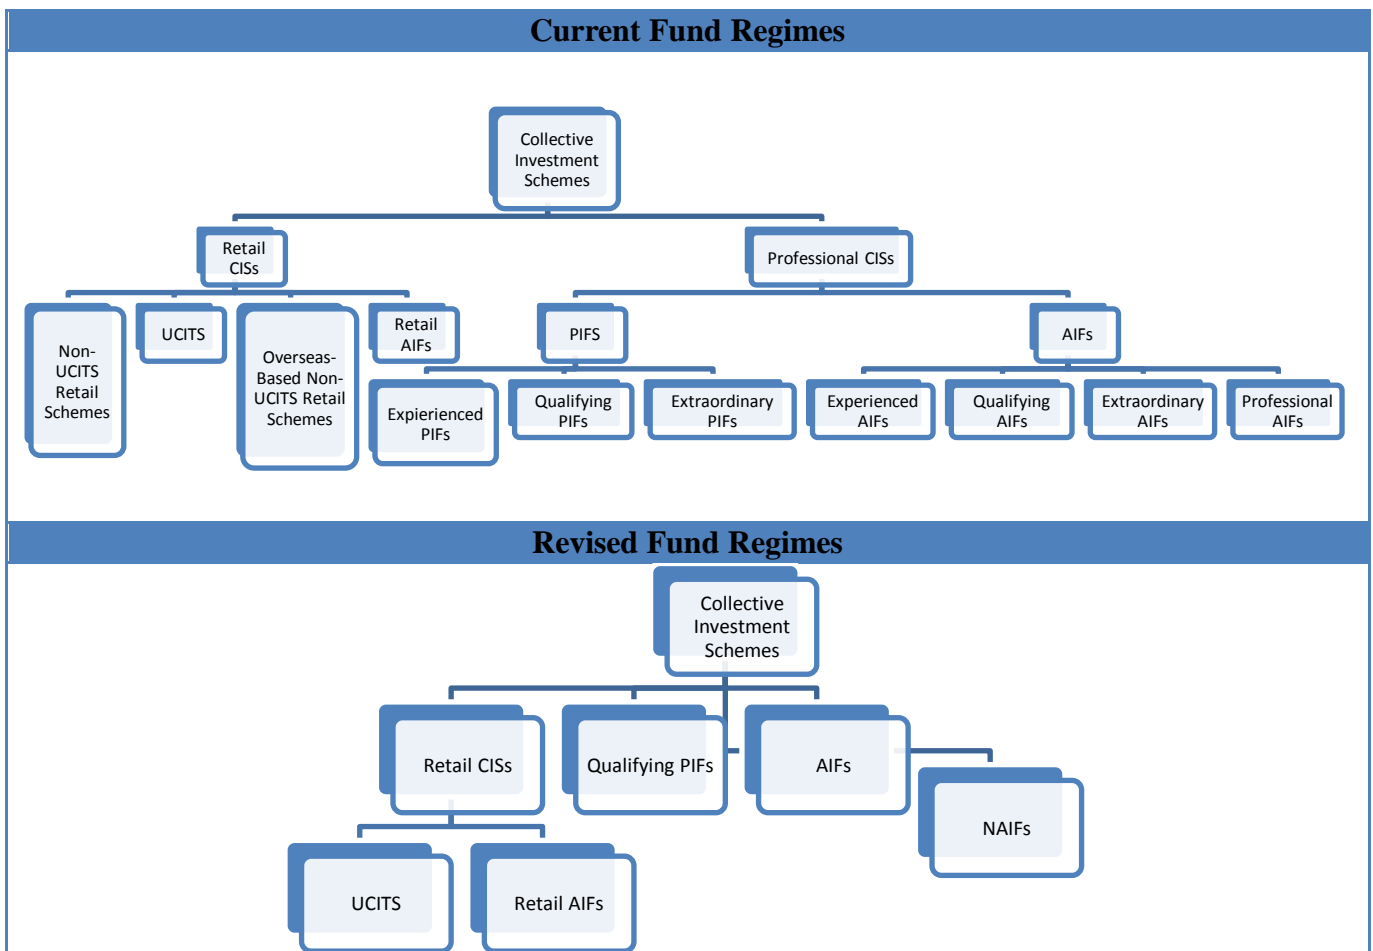 Current Fund Regimes
Collective
Investment
Schemes
Retail
CISs
Professional CISs
Non-
UCITS
Retail
Schemes
UCITS
Overseas-
Based Non-
UCITS Retail
Schemes
Retail
AIFs
PIFS
AIFs
Expierienced
PIFs
Qualifying
PIFs
Extraordinary
PIFs
Experienced
AIFs
Qualifying
AIFs
Extraordinary
AIFs
Professional
AIFs
Revised Fund Regimes
Collective
Investment
Schemes
Retail CISs
Qualifying PIFs
AIFs
NAIFs
UCITS
Retail AIFs